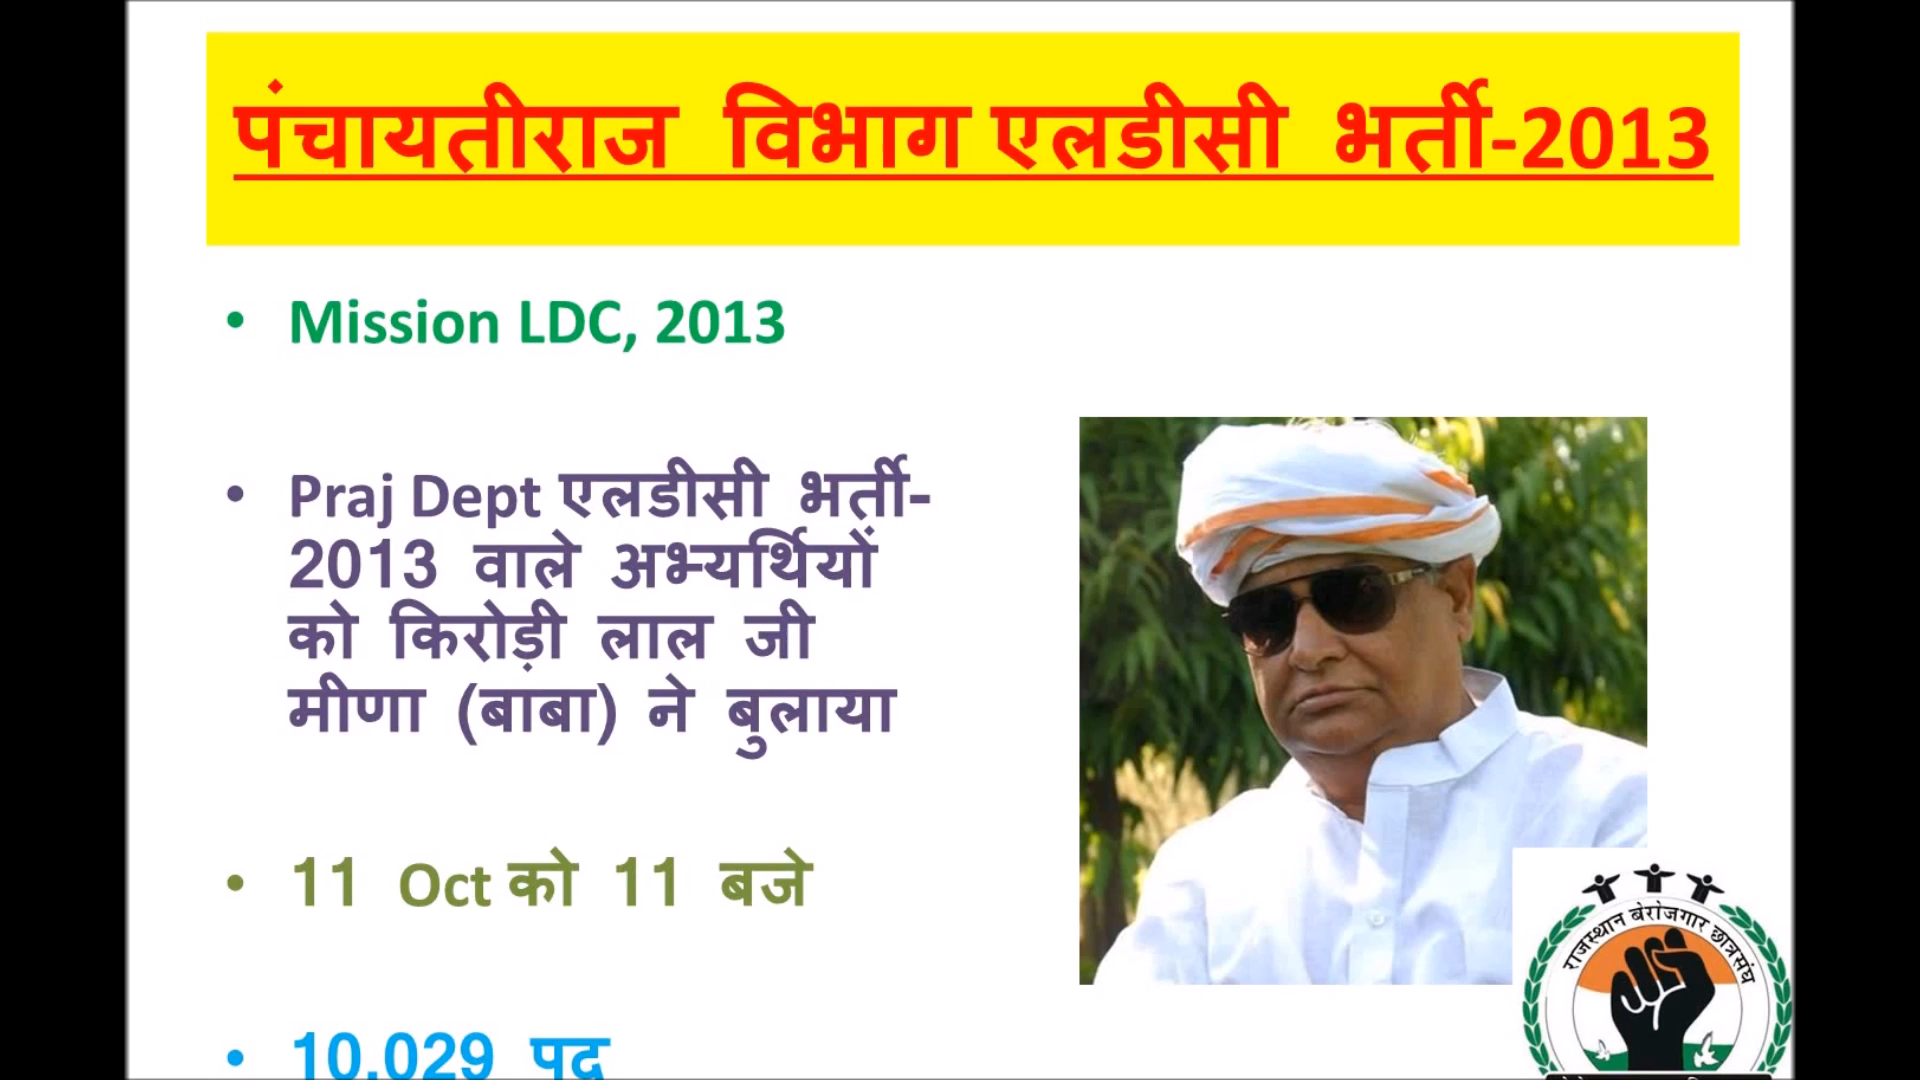 पंचायतीराज विभाग एलडीसी भर्ती-2013
• Mission LDC, 2013
• Praj Dept एलडीसी भर्ती-
2013 वाले अभ्यर्थियों
को किरोड़ी लाल जी
मीणा (बाबा) ने बुलाया
• 11 Oct को 11 बजे
• 10,029 पद
राजस्थान बेरोजगार छात्रसंघ